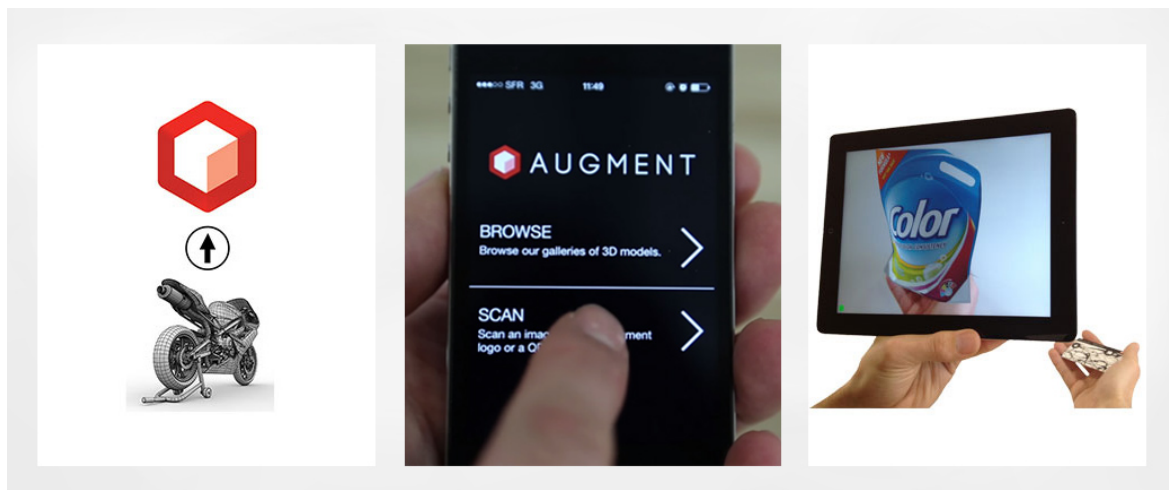 SFR 3G 11:49
AUGMENT
BROWSE
Browse our galleries of 3D models.
SCAN
Scan an ment
logo or a
Color